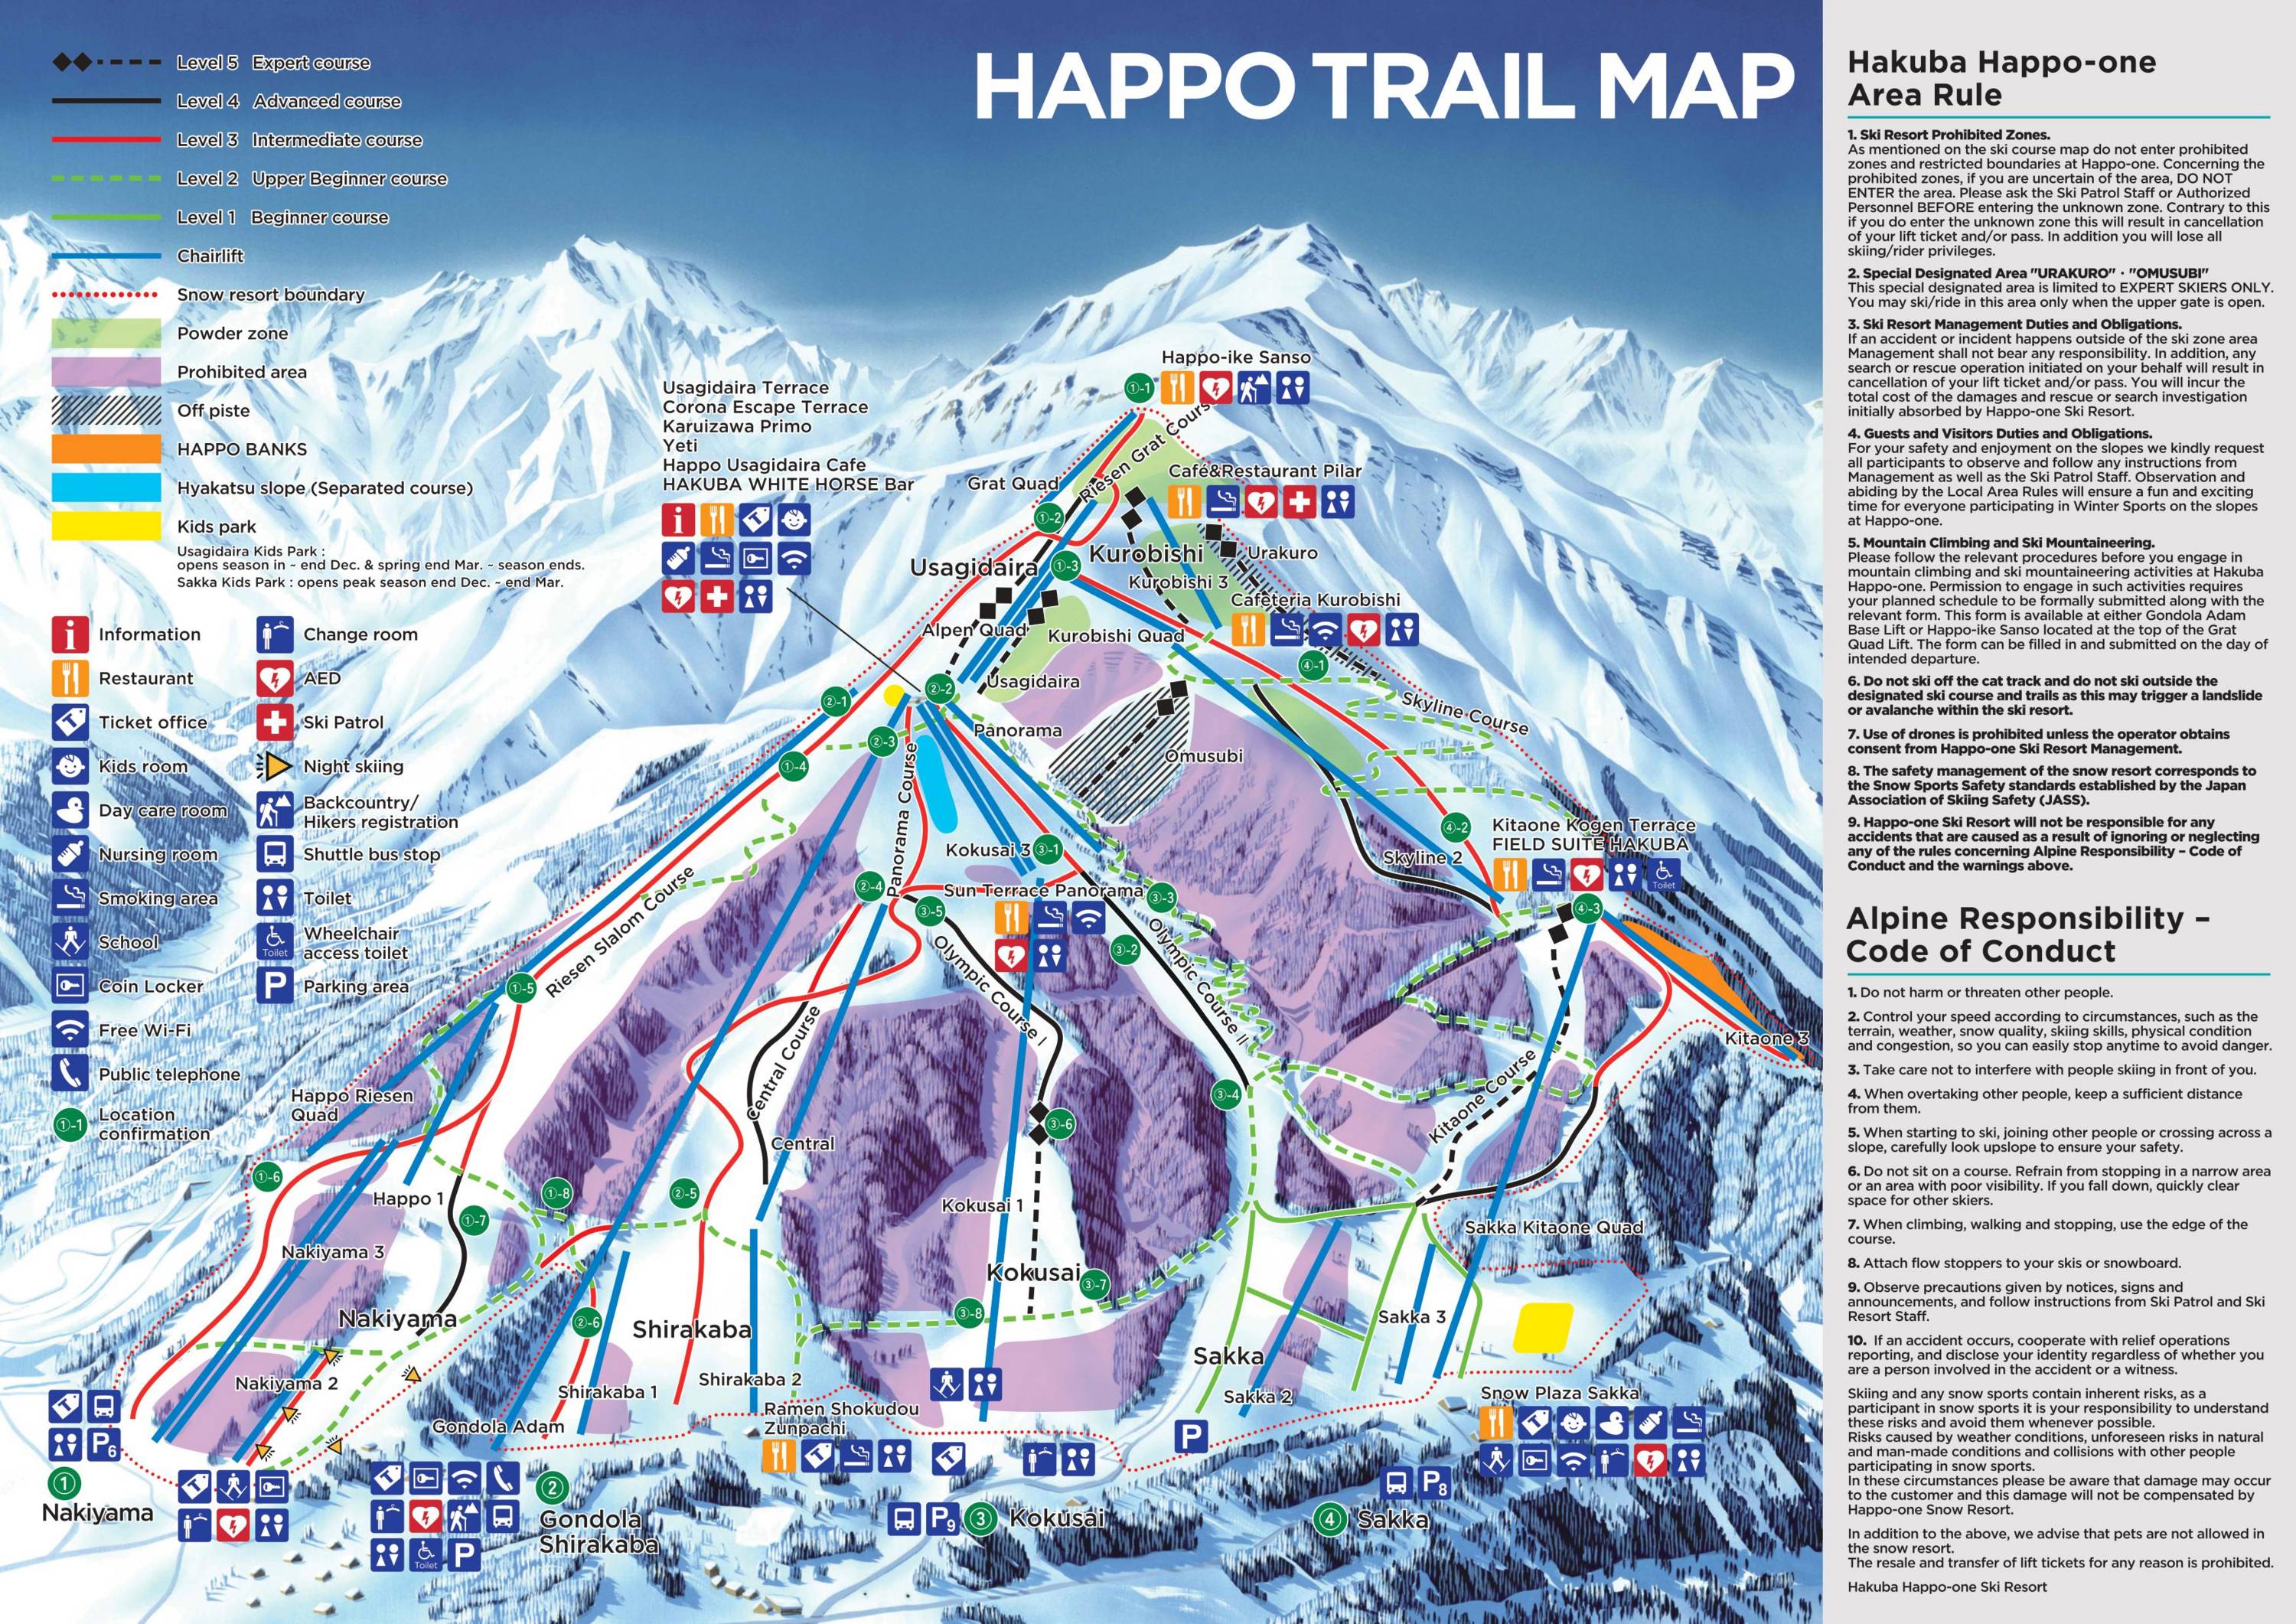 HAPPO TRAIL MAP
Level 5 Expert course
Level 4 Advanced course
Level 3 Intermediate course
Level 2 Upper Beginner course
Level 1 Beginner course
Chairlift
Snow resort boundary
Powder zone
Prohibited area
Off piste
HAPPO BANKS
Hyakatsu slope (Separated course)
Kids park
Usagidaira Kids Park :
opens season in ~ end Dec. & spring end Mar. ~ season ends.
Sakka Kids Park : opens peak season end Dec. ~ end Mar.
Information
Restaurant
Ticket office
Kids room
Day care room
Nursing room
Smoking area
School
Coin Locker
Free Wi-Fi
Public telephone
①-1 Location
confirmation
Change room
AED
Ski Patrol
Night skiing
Backcountry/
Hikers registration
Shuttle bus stop
Toilet
Toilet
Wheelchair
access toilet
P Parking area
Usagidaira Terrace
Corona Escape Terrace
Karuizawa Primo
Yeti
Happo Usagidaira Cafe
HAKUBA WHITE HORSE Bar
Happo-ike Sanso
①-1
Riesen Grat Cours
Grat Quad
Café&Restaurant Pilar
①-2
Kurobishi
Urakuro
Usagidaira
①-3
Kurobishi 3
Cafeteria Kurobishi
Alpen Quad
Kurobishi Quad
④-1
Usagidaira
②-2
②-1
Skyline Course
Panorama
②-3
Omusubi
①-4
Panorama Course
④-2
Kitaone Kogen Terrace
FIELD SUITE HAKUBA
Toilet
Kokusai 3
③-1
Skyline 2
②-4
Sun Terrace Panorama
③-3
③-5
④-3
Riesen Slalom Course
Olympic Course I
③-2
Olympic Course II
①-5
Central Course
Kitaone 3
Happo Riesen
Quad
Kitaone Course
③-4
③-6
Central
①-6
Happo 1
①-8
②-5
Kokusai 1
①-7
Sakka Kitaone Quad
Nakiyama 3
Kokusai
③-7
Nakiyama
②-6
Shirakaba
③-8
Sakka 3
Sakka
Nakiyama 2
Shirakaba 1
Shirakaba 2
Sakka 2
Gondola Adam
Ramen Shokudou
Zunpachi
Snow Plaza Sakka
P6
P
① Nakiyama
Toilet
P
② Gondola
Shirakaba
P9 ③ Kokusai
P8
④ Sakka
Hakuba Happo-one
Area Rule
1. Ski Resort Prohibited Zones.
As mentioned on the ski course map do not enter prohibited
zones and restricted boundaries at Happo-one. Concerning the
prohibited zones, if you are uncertain of the area, DO NOT
ENTER the area. Please ask the Ski Patrol Staff or Authorized
Personnel BEFORE entering the unknown zone. Contrary to this
if you do enter the unknown zone this will result in cancellation
of your lift ticket and/or pass. In addition you will lose all
skiing/rider privileges.
2. Special Designated Area "URAKURO" · "OMUSUBI"
This special designated area is limited to EXPERT SKIERS ONLY.
You may ski/ride in this area only when the upper gate is open.
3. Ski Resort Management Duties and Obligations.
If an accident or incident happens outside of the ski zone area
Management shall not bear any responsibility. In addition, any
search or rescue operation initiated on your behalf will result in
cancellation of your lift ticket and/or pass. You will incur the
total cost of the damages and rescue or search investigation
initially absorbed by Happo-one Ski Resort.
4. Guests and Visitors Duties and Obligations.
For your safety and enjoyment on the slopes we kindly request
all participants to observe and follow any instructions from
Management as well as the Ski Patrol Staff. Observation and
abiding by the Local Area Rules will ensure a fun and exciting
time for everyone participating in Winter Sports on the slopes
at Happo-one.
5. Mountain Climbing and Ski Mountaineering.
Please follow the relevant procedures before you engage in
mountain climbing and ski mountaineering activities at Hakuba
Happo-one. Permission to engage in such activities requires
your planned schedule to be formally submitted along with the
relevant form. This form is available at either Gondola Adam
Base Lift or Happo-ike Sanso located at the top of the Grat
Quad Lift. The form can be filled in and submitted on the day of
intended departure.
6. Do not ski off the cat track and do not ski outside the
designated ski course and trails as this may trigger a landslide
or avalanche within the ski resort.
7. Use of drones is prohibited unless the operator obtains
consent from Happo-one Ski Resort Management.
8. The safety management of the snow resort corresponds to
the Snow Sports Safety standards established by the Japan
Association of Skiing Safety (JASS).
9. Happo-one Ski Resort will not be responsible for any
accidents that are caused as a result of ignoring or neglecting
any of the rules concerning Alpine Responsibility – Code of
Conduct and the warnings above.
Alpine Responsibility –
Code of Conduct
1. Do not harm or threaten other people.
2. Control your speed according to circumstances, such as the
terrain, weather, snow quality, skiing skills, physical condition
and congestion, so you can easily stop anytime to avoid danger.
3. Take care not to interfere with people skiing in front of you.
4. When overtaking other people, keep a sufficient distance
from them.
5. When starting to ski, joining other people or crossing across a
slope, carefully look upslope to ensure your safety.
6. Do not sit on a course. Refrain from stopping in a narrow area
or an area with poor visibility. If you fall down, quickly clear
space for other skiers.
7. When climbing, walking and stopping, use the edge of the
course.
8. Attach flow stoppers to your skis or snowboard.
9. Observe precautions given by notices, signs and
announcements, and follow instructions from Ski Patrol and Ski
Resort Staff.
10. If an accident occurs, cooperate with relief operations
reporting, and disclose your identity regardless of whether you
are a person involved in the accident or a witness.
Skiing and any snow sports contain inherent risks, as a
participant in snow sports it is your responsibility to understand
these risks and avoid them whenever possible.
Risks caused by weather conditions, unforeseen risks in natural
and man-made conditions and collisions with other people
participating in snow sports.
In these circumstances please be aware that damage may occur
to the customer and this damage will not be compensated by
Happo-one Snow Resort.
In addition to the above, we advise that pets are not allowed in
the snow resort.
The resale and transfer of lift tickets for any reason is prohibited.
Hakuba Happo-one Ski Resort